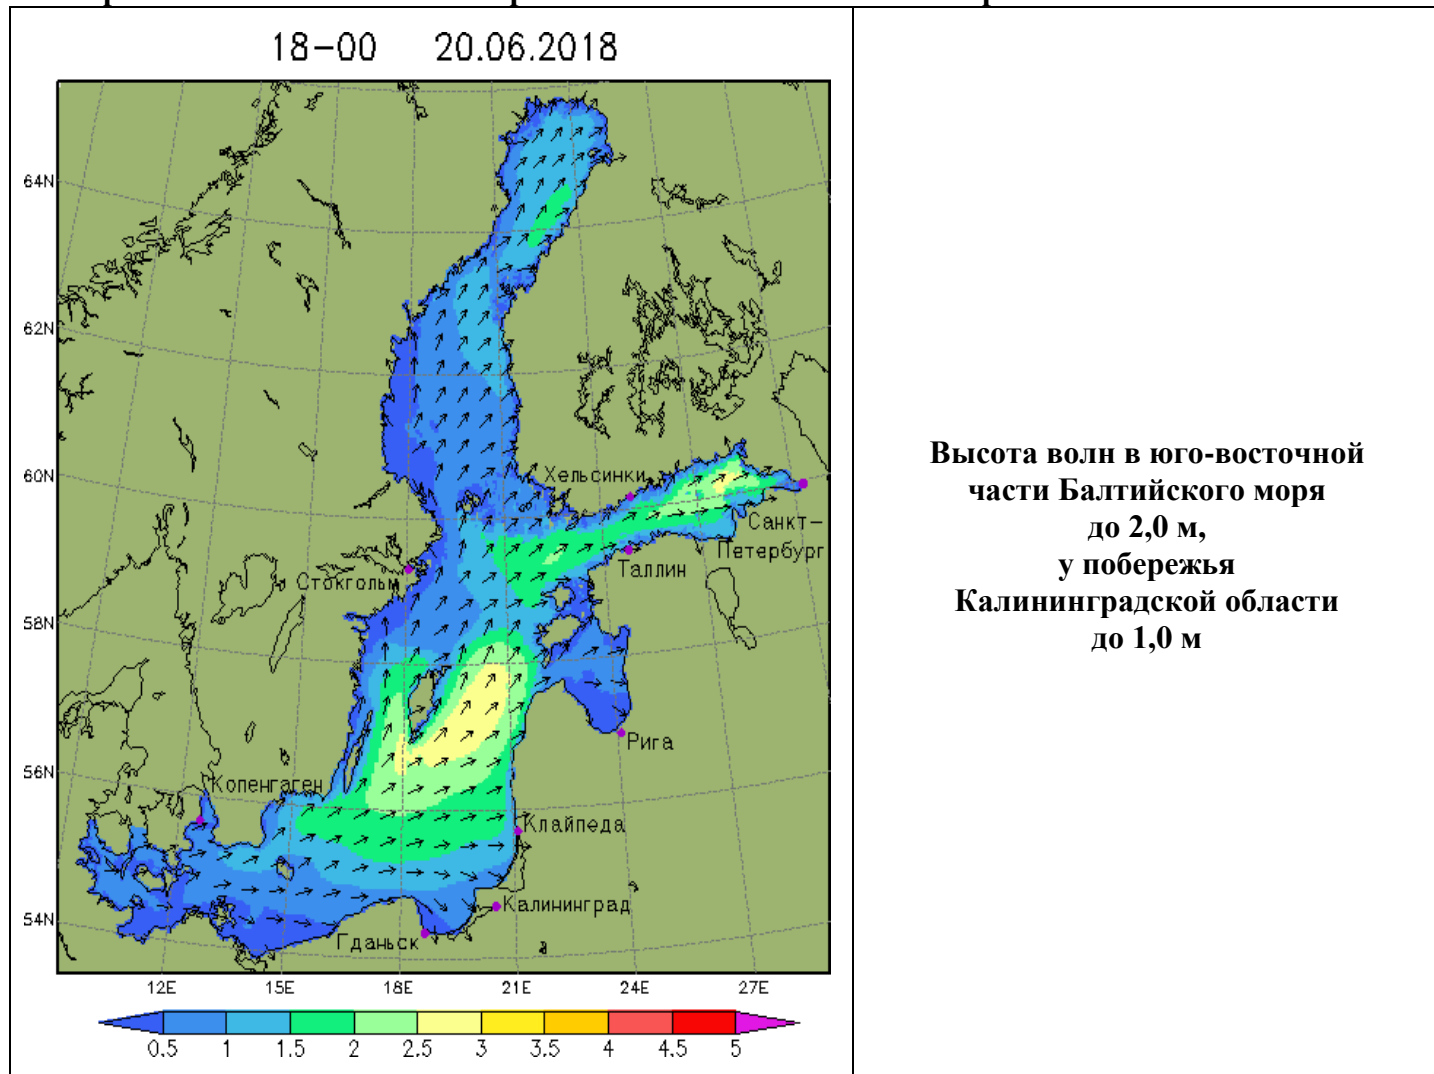 18-00 20.06.2018
64N
62N
60N
58N
56N
54N
Хельсинки
Санкт-
Петербург
Таллин
Стокгольм
Рига
Копенгаген
Клайпеда
Калининград
Гданьск
12E 15E 18E 21E 24E 27E
0.5 1 1.5 2 2.5 3 3.5 4 4.5 5
Высота волн в юго-восточной
части Балтийского моря
до 2,0 м,
у побережья
Калининградской области
до 1,0 м